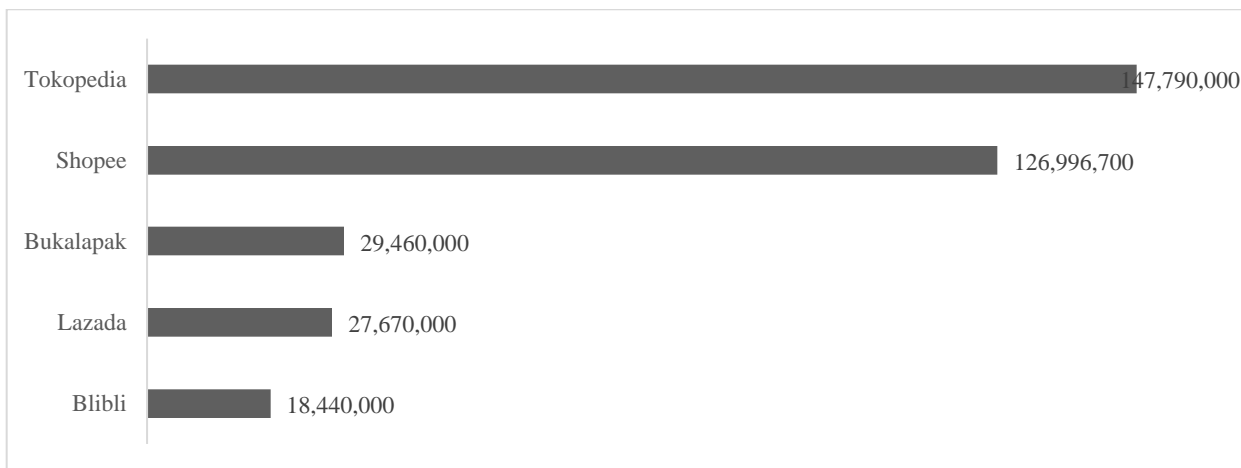 Tokopedia 147,790,000
Shopee 126,996,700
Bukalapak 29,460,000
Lazada 27,670,000
Blibli 18,440,000